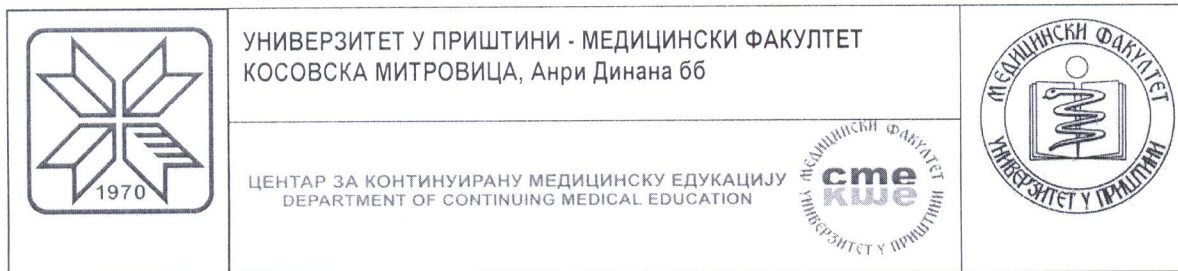 УНИВЕРЗИТЕТ У ПРИШТИНИ - МЕДИЦИНСКИ ФАКУЛТЕТ
КОСОВСКА МИТРОВИЦА, Анри Динана бб
1970
ЦЕНТАР ЗА КОНТИНУИРАНУ МЕДИЦИНСКУ ЕДУКАЦИЈУ
DEPARTMENT OF CONTINUING MEDICAL EDUCATION
МЕДИЦИНСКИ ФАКУЛТЕТ
cme
кме
УНИВЕРЗИТЕТ У ПРИШТИНИ
МЕДИЦИНСКИ ФАКУЛТЕТ
УНИВЕРЗИТЕТ У ПРИШТИНИ